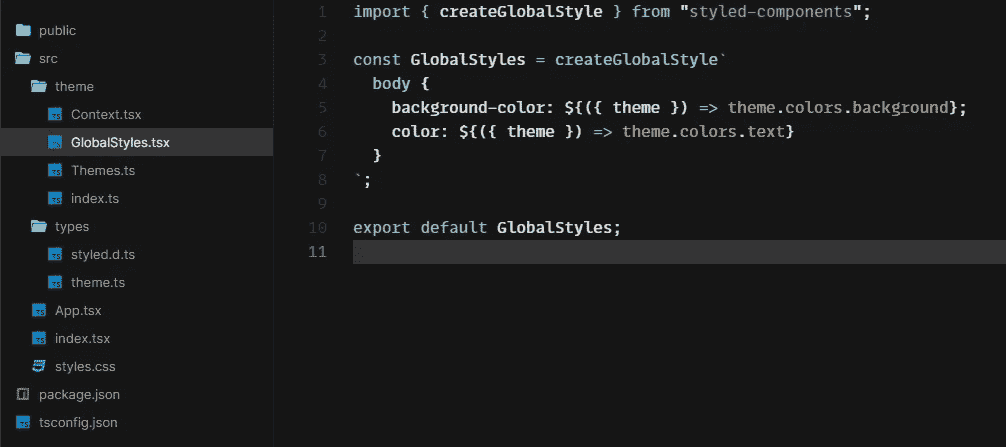 public
src
theme
Context.tsx
GlobalStyles.tsx
Themes.ts
index.ts
types
styled.d.ts
theme.ts
App.tsx
index.tsx
styles.css
package.json
tsconfig.json
1 import { createGlobalStyle } from "styled-components";
2
3 const GlobalStyles = createGlobalStyle`
4   body {
5     background-color: ${({ theme }) => theme.colors.background};
6     color: ${({ theme }) => theme.colors.text}
7   }
8 `;
9
10 export default GlobalStyles;
11